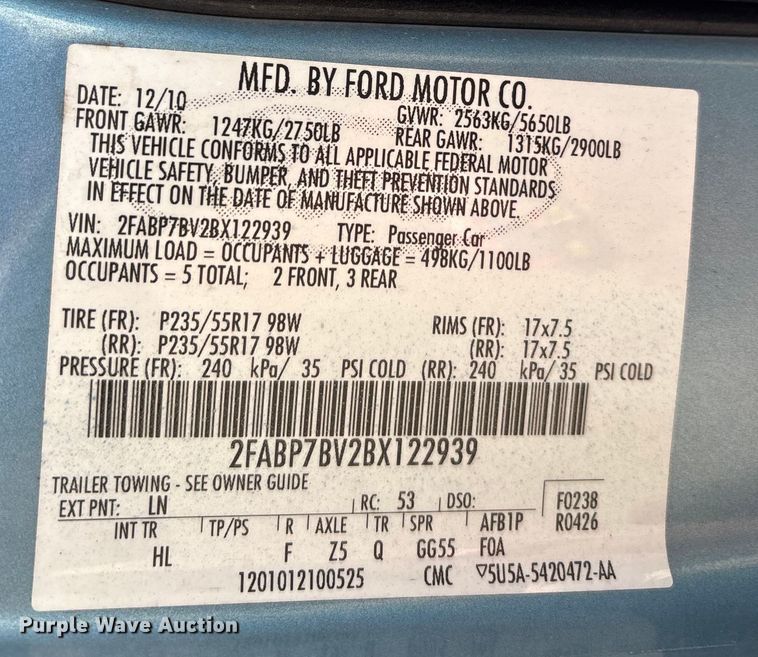 MFD. BY FORD MOTOR CO.
DATE: 12/10 GVWR: 2563KG/5650LB
FRONT GAWR: 1247KG/2750LB REAR GAWR: 1315KG/2900LB
THIS VEHICLE CONFORMS TO ALL APPLICABLE FEDERAL MOTOR
VEHICLE SAFETY, BUMPER, AND THEFT PREVENTION STANDARDS
IN EFFECT ON THE DATE OF MANUFACTURE SHOWN ABOVE.
VIN: 2FABP7BV2BX122939 TYPE: Passenger Car
MAXIMUM LOAD = OCCUPANTS + LUGGAGE = 498KG/1100LB
OCCUPANTS = 5 TOTAL; 2 FRONT, 3 REAR
TIRE (FR): P235/55R17 98W RIMS (FR): 17x7.5
(RR): P235/55R17 98W (RR): 17x7.5
PRESSURE (FR): 240 kPa/ 35 PSI COLD (RR): 240 kPa/ 35 PSI COLD
2FABP7BV2BX122939
TRAILER TOWING - SEE OWNER GUIDE
EXT PNT: LN RC: 53 DSO: F0238
INT TR TP/PS R AXLE TR SPR AFB1P R0426
HL F Z5 Q GG55 FOA
1201012100525 CMC ▽5U5A-5420472-AA
Purple Wave Auction